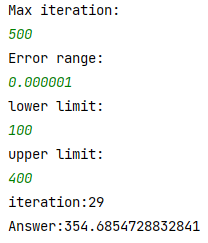 Max iteration:
500
Error range:
0.000001
lower limit:
100
upper limit:
400
iteration:29
Answer:354.6854728832841